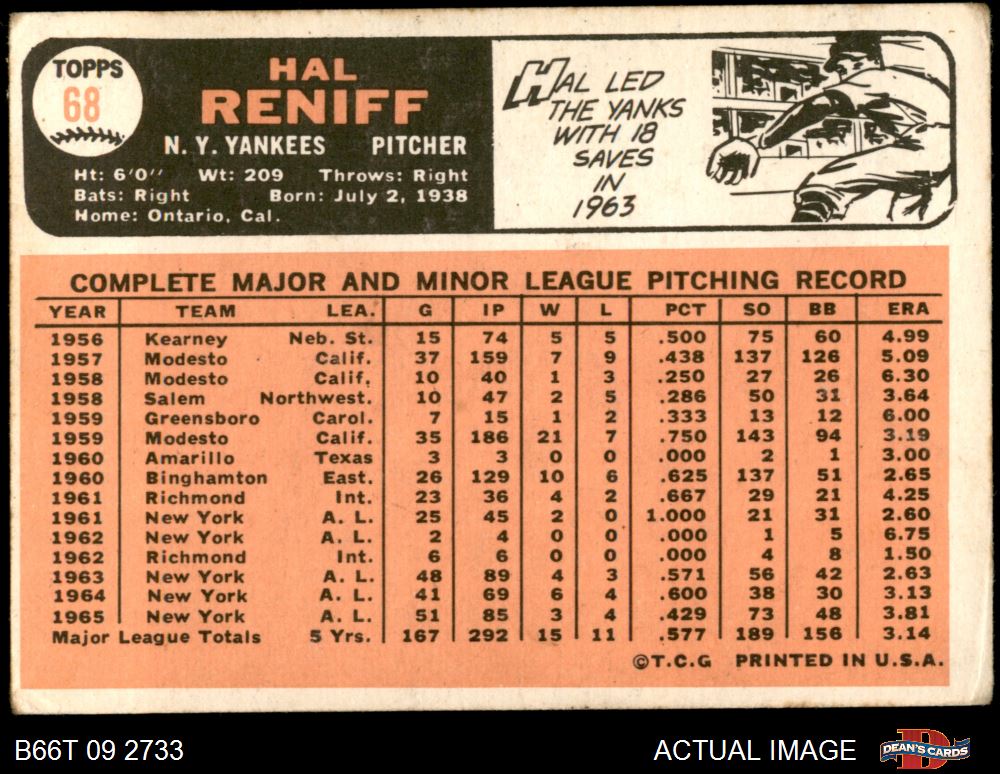 TOPPS
68
HAL
RENIFF
N. Y. YANKEES PITCHER
Ht: 6'0" Wt: 209 Throws: Right
Bats: Right Born: July 2, 1938
Home: Ontario, Cal.
HAL LED
THE YANKS
WITH 18
SAVES
IN
1963
COMPLETE MAJOR AND MINOR LEAGUE PITCHING RECORD
YEAR TEAM LEA. G IP W L PCT SO BB ERA
1956 Kearney Neb. St. 15 74 5 5 .500 75 60 4.99
1957 Modesto Calif. 37 159 7 9 .438 137 126 5.09
1958 Modesto Calif. 10 40 1 3 .250 27 26 6.30
1958 Salem Northwest. 10 47 2 5 .286 50 31 3.64
1959 Greensboro Carol. 7 15 1 2 .333 13 12 6.00
1959 Modesto Calif. 35 186 21 7 .750 143 94 3.19
1960 Amarillo Texas 3 3 0 0 .000 2 1 3.00
1960 Binghamton East. 26 129 10 6 .625 137 51 2.65
1961 Richmond Int. 23 36 4 2 .667 29 21 4.25
1961 New York A. L. 25 45 2 0 1.000 21 31 2.60
1962 New York A. L. 2 4 0 0 .000 1 5 6.75
1962 Richmond Int. 6 6 0 0 .000 4 8 1.50
1963 New York A. L. 48 89 4 3 .571 56 42 2.63
1964 New York A. L. 41 69 6 4 .600 38 30 3.13
1965 New York A. L. 51 85 3 4 .429 73 48 3.81
Major League Totals 5 Yrs. 167 292 15 11 .577 189 156 3.14
©T.C.G PRINTED IN U.S.A.
B66T 09 2733 ACTUAL IMAGE DEAN'S CARDS